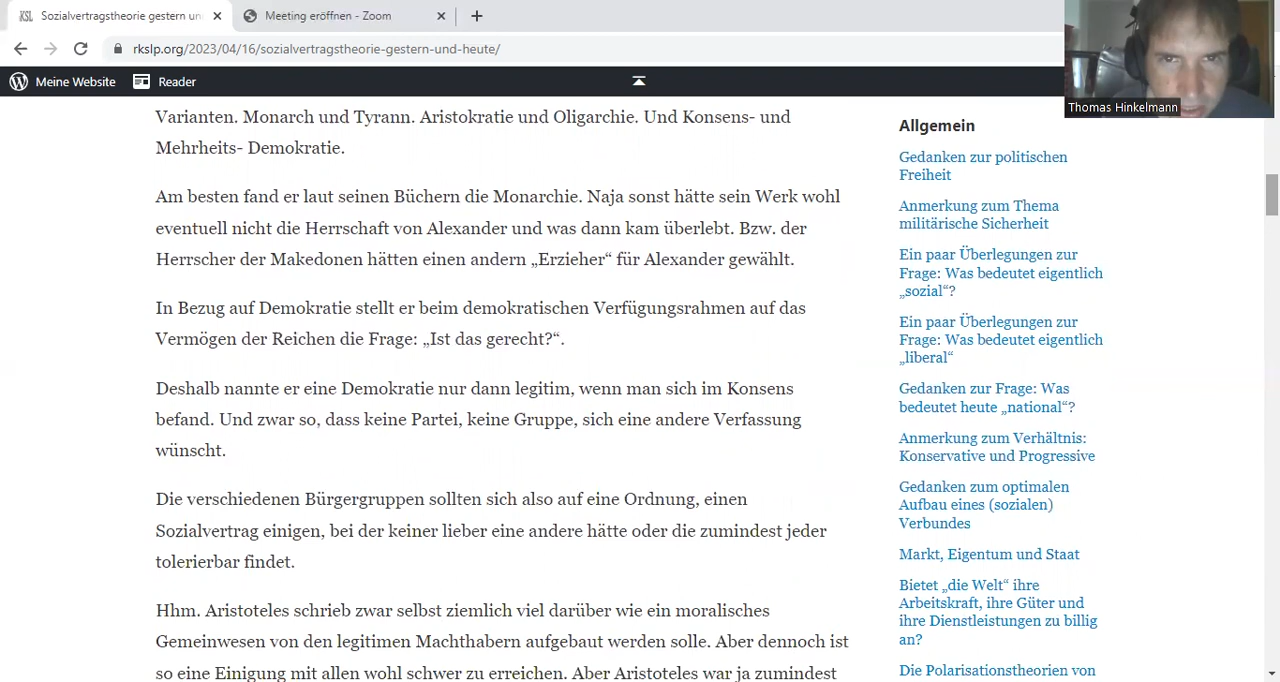 Sozialvertragstheorie gestern un
Meeting eröffnen - Zoom
rkslp.org/2023/04/16/sozialvertragstheorie-gestern-und-heute/
Meine Website
Reader
Thomas Hinkelmann
Varianten. Monarch und Tyrann. Aristokratie und Oligarchie. Und Konsens- und
Mehrheits- Demokratie.
Am besten fand er laut seinen Büchern die Monarchie. Naja sonst hätte sein Werk wohl
eventuell nicht die Herrschaft von Alexander und was dann kam überlebt. Bzw. der
Herrscher der Makedonen hätten einen andern „Erzieher“ für Alexander gewählt.
In Bezug auf Demokratie stellt er beim demokratischen Verfügungsrahmen auf das
Vermögen der Reichen die Frage: „Ist das gerecht?“.
Deshalb nannte er eine Demokratie nur dann legitim, wenn man sich im Konsens
befand. Und zwar so, dass keine Partei, keine Gruppe, sich eine andere Verfassung
wünscht.
Die verschiedenen Bürgergruppen sollten sich also auf eine Ordnung, einen
Sozialvertrag einigen, bei der keiner lieber eine andere hätte oder die zumindest jeder
tolerierbar findet.
Hhm. Aristoteles schrieb zwar selbst ziemlich viel darüber wie ein moralisches
Gemeinwesen von den legitimen Machthabern aufgebaut werden solle. Aber dennoch ist
so eine Einigung mit allen wohl schwer zu erreichen. Aber Aristoteles war ja zumindest
Allgemein
Gedanken zur politischen
Freiheit
Anmerkung zum Thema
militärische Sicherheit
Ein paar Überlegungen zur
Frage: Was bedeutet eigentlich
„sozial“?
Ein paar Überlegungen zur
Frage: Was bedeutet eigentlich
„liberal“
Gedanken zur Frage: Was
bedeutet heute „national“?
Anmerkung zum Verhältnis:
Konservative und Progressive
Gedanken zum optimalen
Aufbau eines (sozialen)
Verbundes
Markt, Eigentum und Staat
Bietet „die Welt“ ihre
Arbeitskraft, ihre Güter und
ihre Dienstleistungen zu billig
an?
Die Polarisationstheorien von